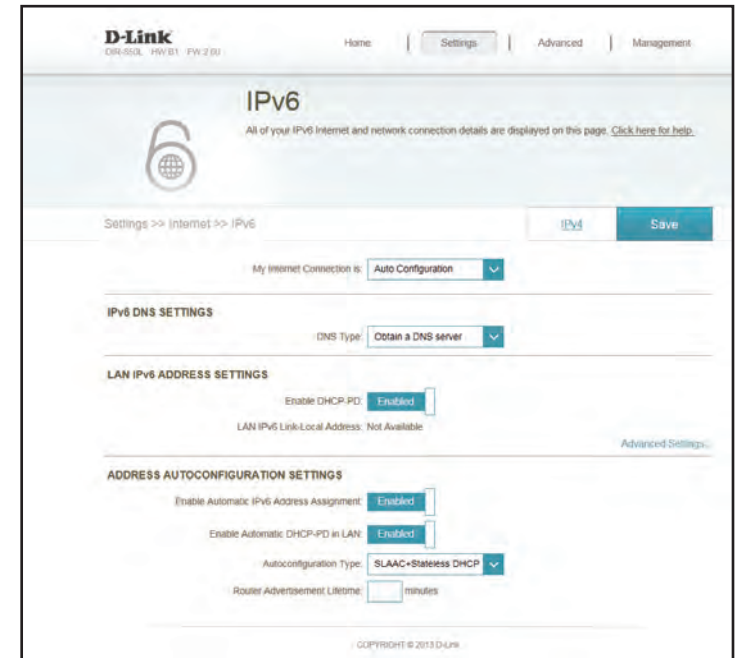 D-Link
DIR-850L HW:B1 FW:2.00
Home | Settings | Advanced | Management
IPv6
All of your IPv6 Internet and network connection details are displayed on this page. Click here for help.
Settings >> Internet >> IPv6
IPv4
Save
My Internet Connection is: Auto Configuration
IPv6 DNS SETTINGS
DNS Type: Obtain a DNS server
LAN IPv6 ADDRESS SETTINGS
Enable DHCP-PD: Enabled
LAN IPv6 Link-Local Address: Not Available
Advanced Settings...
ADDRESS AUTOCONFIGURATION SETTINGS
Enable Automatic IPv6 Address Assignment: Enabled
Enable Automatic DHCP-PD in LAN: Enabled
Autoconfiguration Type: SLAAC+Stateless DHCP
Router Advertisement Lifetime: minutes
COPYRIGHT © 2013 D-Link